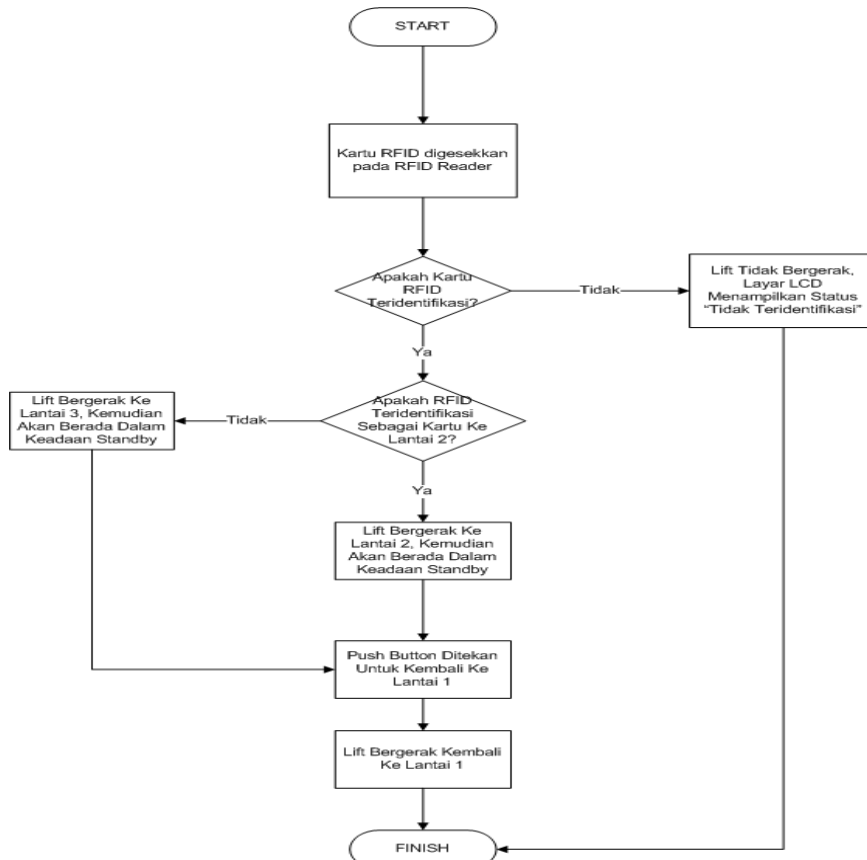 START
Kartu RFID digesekkan
pada RFID Reader
Apakah Kartu
RFID
Teridentifikasi?
Tidak
Lift Tidak Bergerak,
Layar LCD
Menampilkan Status
“Tidak Teridentifikasi”
Ya
Apakah RFID
Teridentifikasi
Sebagai Kartu Ke
Lantai 2?
Tidak
Lift Bergerak Ke
Lantai 3, Kemudian
Akan Berada Dalam
Keadaan Standby
Ya
Lift Bergerak Ke
Lantai 2, Kemudian
Akan Berada Dalam
Keadaan Standby
Push Button Ditekan
Untuk Kembali Ke
Lantai 1
Lift Bergerak Kembali
Ke Lantai 1
FINISH